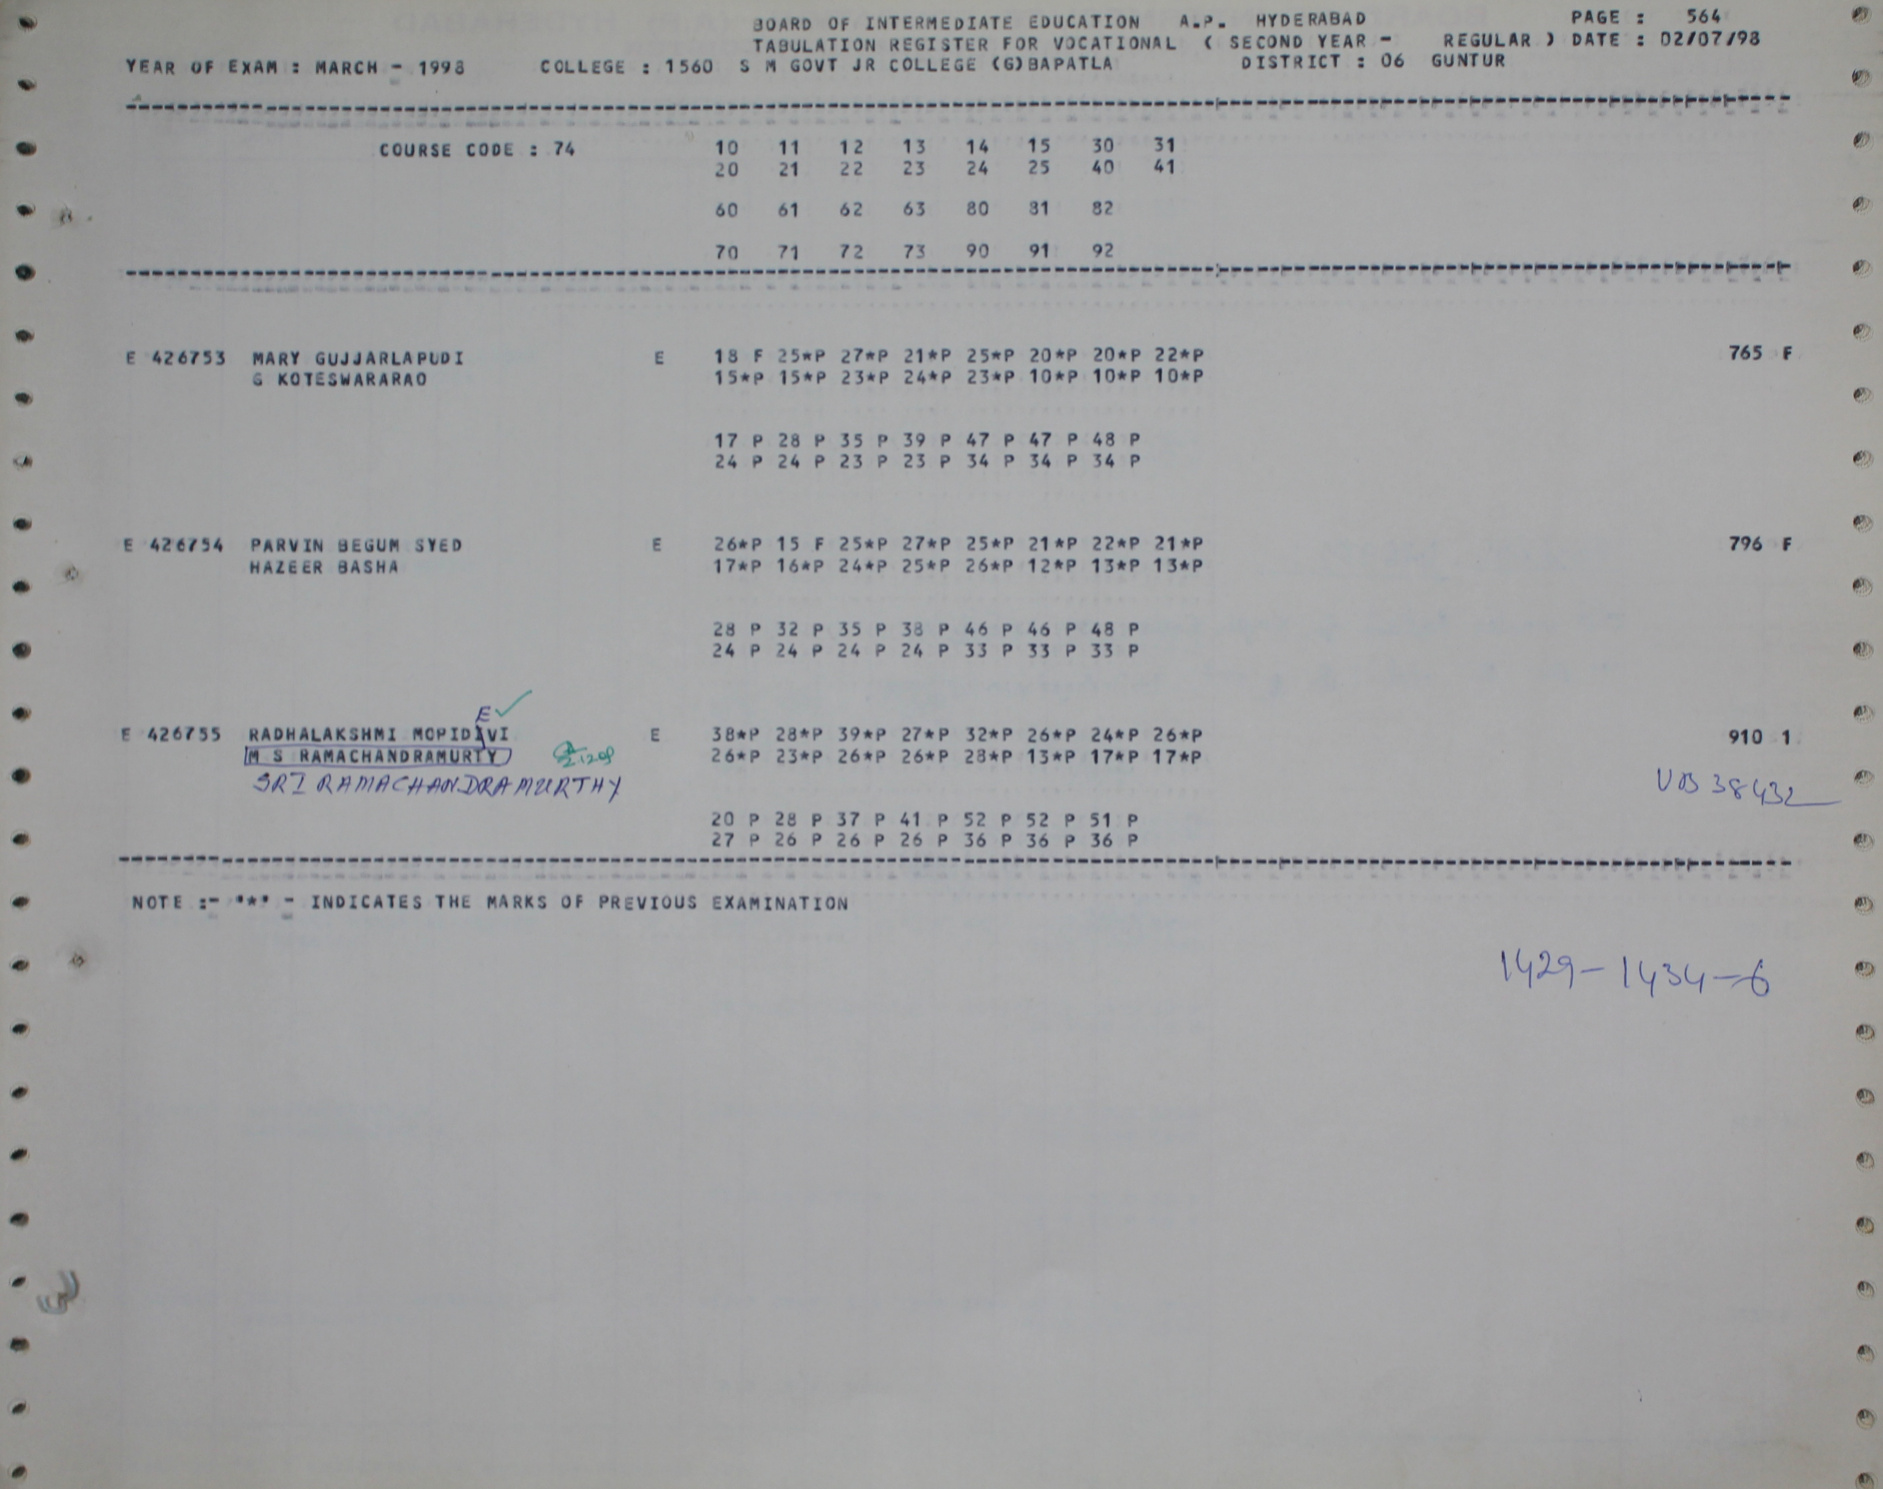 BOARD OF INTERMEDIATE EDUCATION A.P. HYDERABAD PAGE : 564
TABULATION REGISTER FOR VOCATIONAL ( SECOND YEAR - REGULAR ) DATE : 02/07/98
YEAR OF EXAM : MARCH - 1998 COLLEGE : 1560 S M GOVT JR COLLEGE (G)BAPATLA DISTRICT : 06 GUNTUR
COURSE CODE : 74 10 11 12 13 14 15 30 31
20 21 22 23 24 25 40 41
60 61 62 63 80 81 82
70 71 72 73 90 91 92
E 426753 MARY GUJJARLAPUDI E 18 F 25*P 27*P 21*P 25*P 20*P 20*P 22*P 765 F
G KOTESWARARAO 15*P 15*P 23*P 24*P 23*P 10*P 10*P 10*P
17 P 28 P 35 P 39 P 47 P 47 P 48 P
24 P 24 P 23 P 23 P 34 P 34 P 34 P
E 426754 PARVIN BEGUM SYED E 26*P 15 F 25*P 27*P 25*P 21*P 22*P 21*P 796 F
HAZEER BASHA 17*P 16*P 24*P 25*P 26*P 12*P 13*P 13*P
28 P 32 P 35 P 38 P 46 P 46 P 48 P
24 P 24 P 24 P 24 P 33 P 33 P 33 P
E
E 426755 RADHALAKSHMI MOPIDAVI E 38*P 28*P 39*P 27*P 32*P 26*P 24*P 26*P 910 1
M S RAMACHANDRAMURTY 26*P 23*P 26*P 26*P 28*P 13*P 17*P 17*P
SRI RAMACHANDRAMURTHY VB 38432
20 P 28 P 37 P 41 P 52 P 52 P 51 P
27 P 26 P 26 P 26 P 36 P 36 P 36 P
NOTE :- '*' - INDICATES THE MARKS OF PREVIOUS EXAMINATION
1429-1434-6